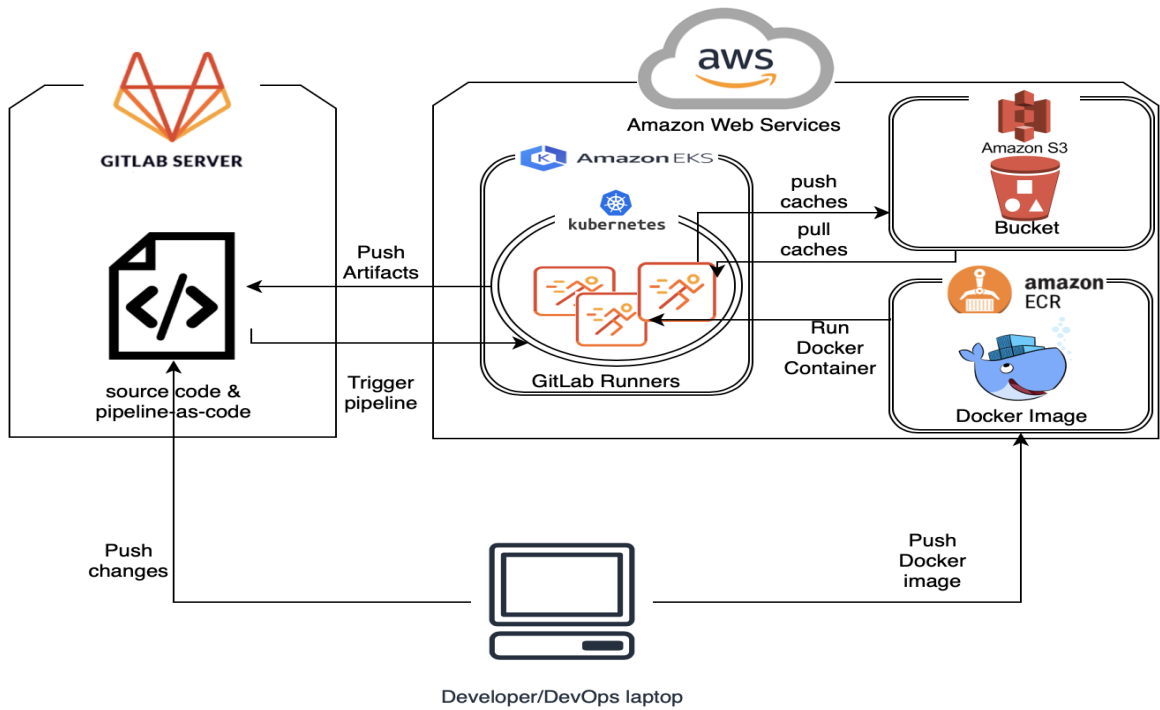 aws
Amazon Web Services
GITLAB SERVER
Amazon EKS
kubernetes
GitLab Runners
Amazon S3
Bucket
push
caches
pull
caches
amazon
ECR
Docker Image
Run
Docker
Container
Push
Artifacts
Trigger
pipeline
</>
source code &
pipeline-as-code
Push
changes
Push
Docker
image
Developer/DevOps laptop
K